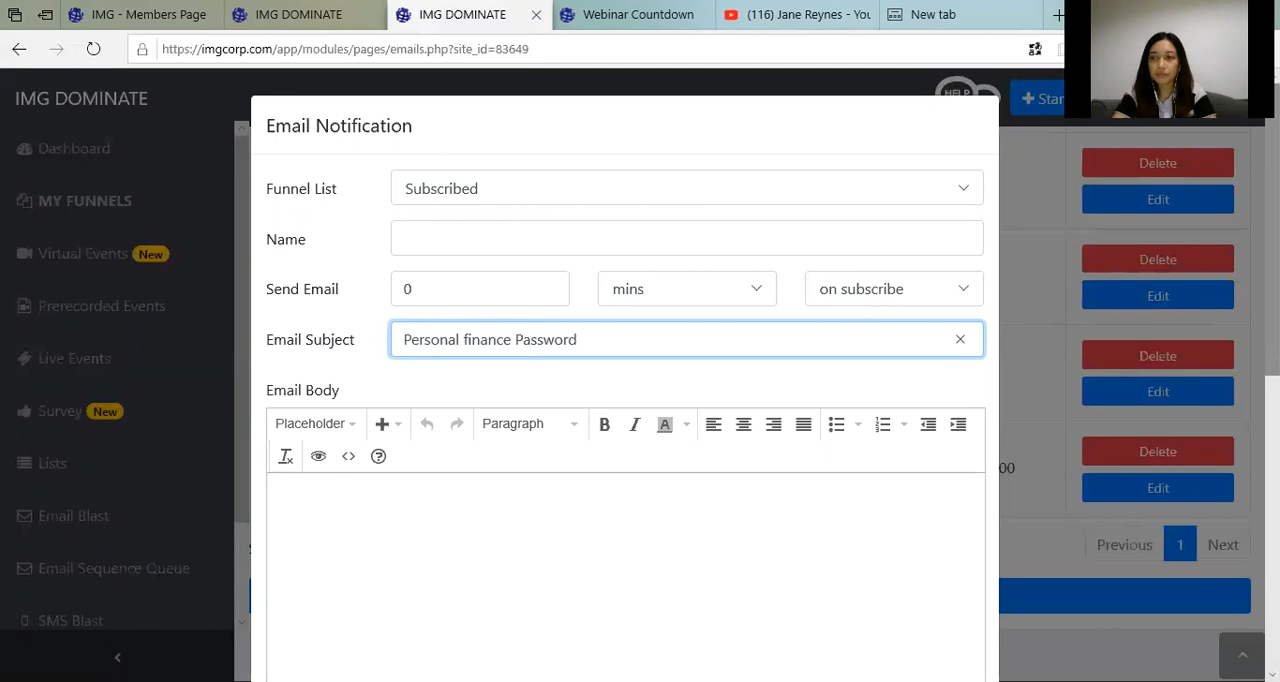 IMG - Members Page
IMG DOMINATE
IMG DOMINATE
Webinar Countdown
(116) Jane Reynes - You
New tab
https://imgcorp.com/app/modules/pages/emails.php?site_id=83649
IMG DOMINATE
HELP
Star
Dashboard
MY FUNNELS
Virtual Events New
Prerecorded Events
Live Events
Survey New
Lists
Email Blast
Email Sequence Queue
SMS Blast
Email Notification
Funnel List
Subscribed
Name
Send Email
0
mins
on subscribe
Email Subject
Personal finance Password
Email Body
Placeholder
Paragraph
B
I
A
Delete
Edit
Delete
Edit
Delete
Edit
00
Delete
Edit
Previous
1
Next